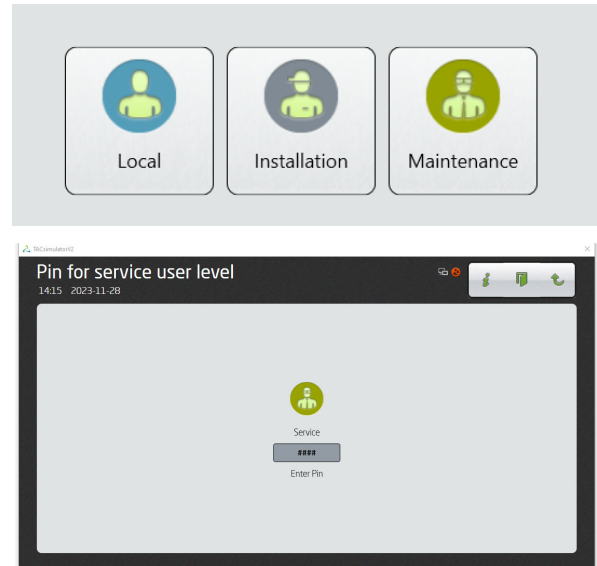 Local Installation Maintenance
TACsimulatorV2
Pin for service user level
14:15 2023-11-28
Service
####
Enter Pin